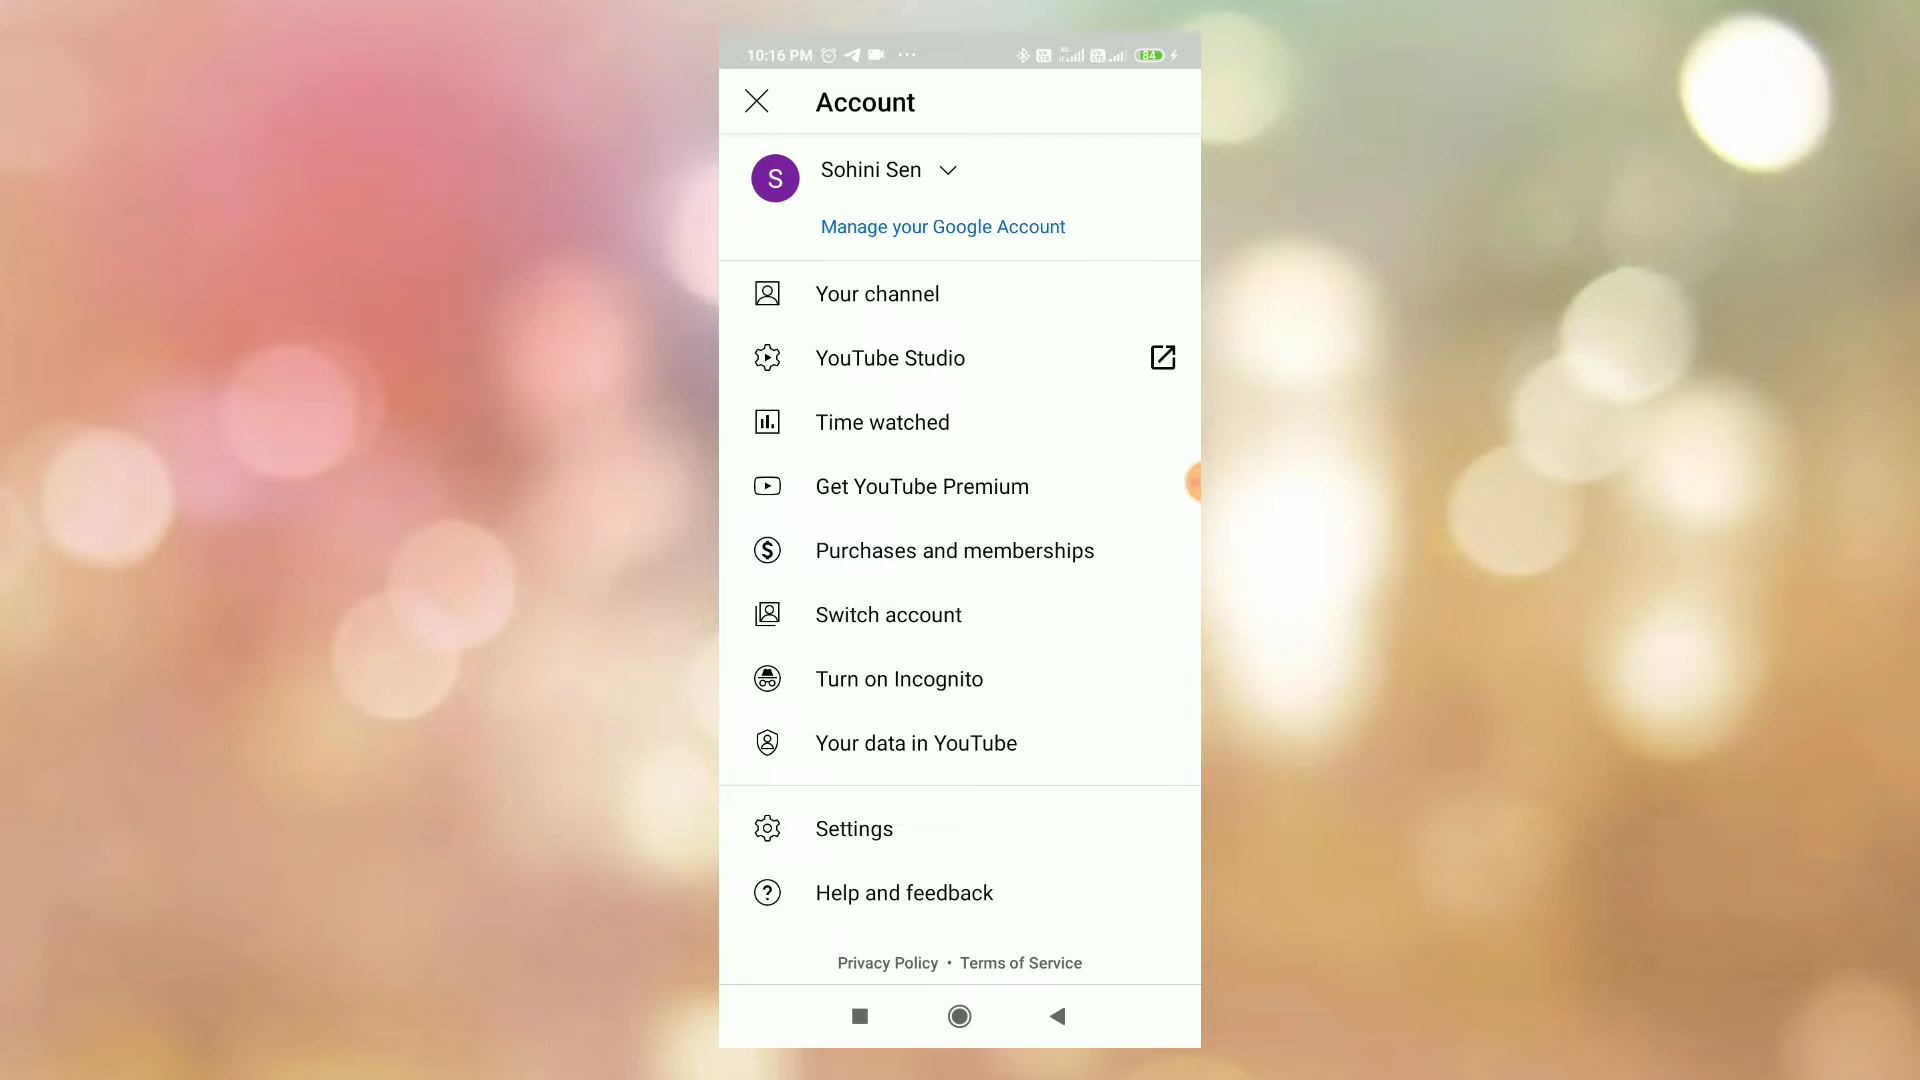 10:16 PM 84
Account
S
Sohini Sen
Manage your Google Account
Your channel
YouTube Studio
Time watched
Get YouTube Premium
Purchases and memberships
Switch account
Turn on Incognito
Your data in YouTube
Settings
Help and feedback
Privacy Policy • Terms of Service